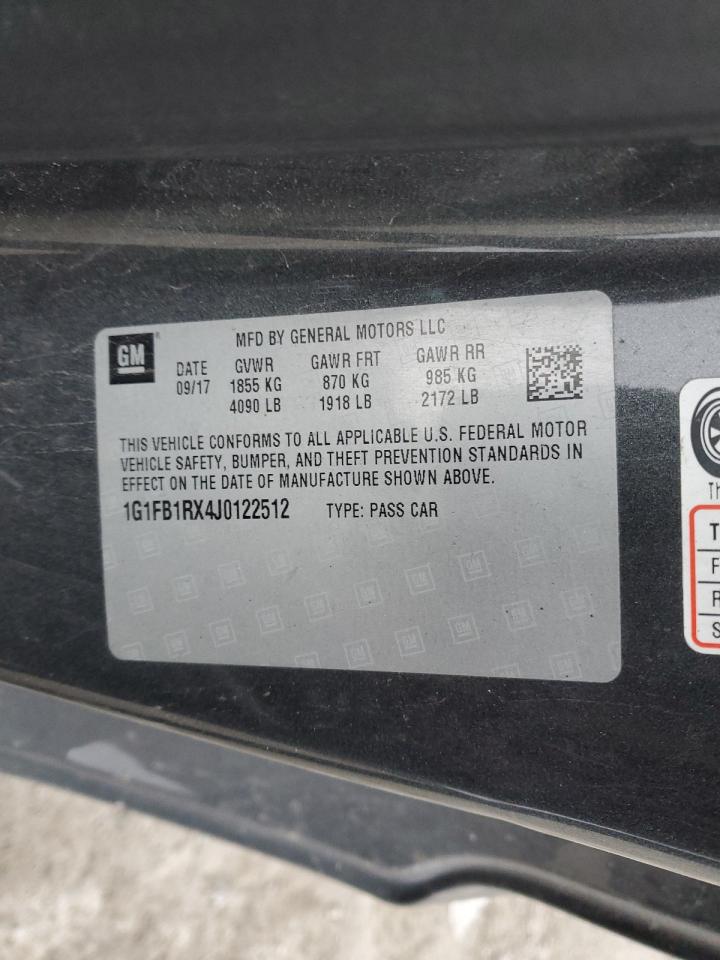 GM
MFD BY GENERAL MOTORS LLC
DATE GVWR GAWR FRT GAWR RR
09/17 1855 KG 870 KG 985 KG
4090 LB 1918 LB 2172 LB
THIS VEHICLE CONFORMS TO ALL APPLICABLE U.S. FEDERAL MOTOR
VEHICLE SAFETY, BUMPER, AND THEFT PREVENTION STANDARDS IN
EFFECT ON THE DATE OF MANUFACTURE SHOWN ABOVE.
1G1FB1RX4J0122512 TYPE: PASS CAR